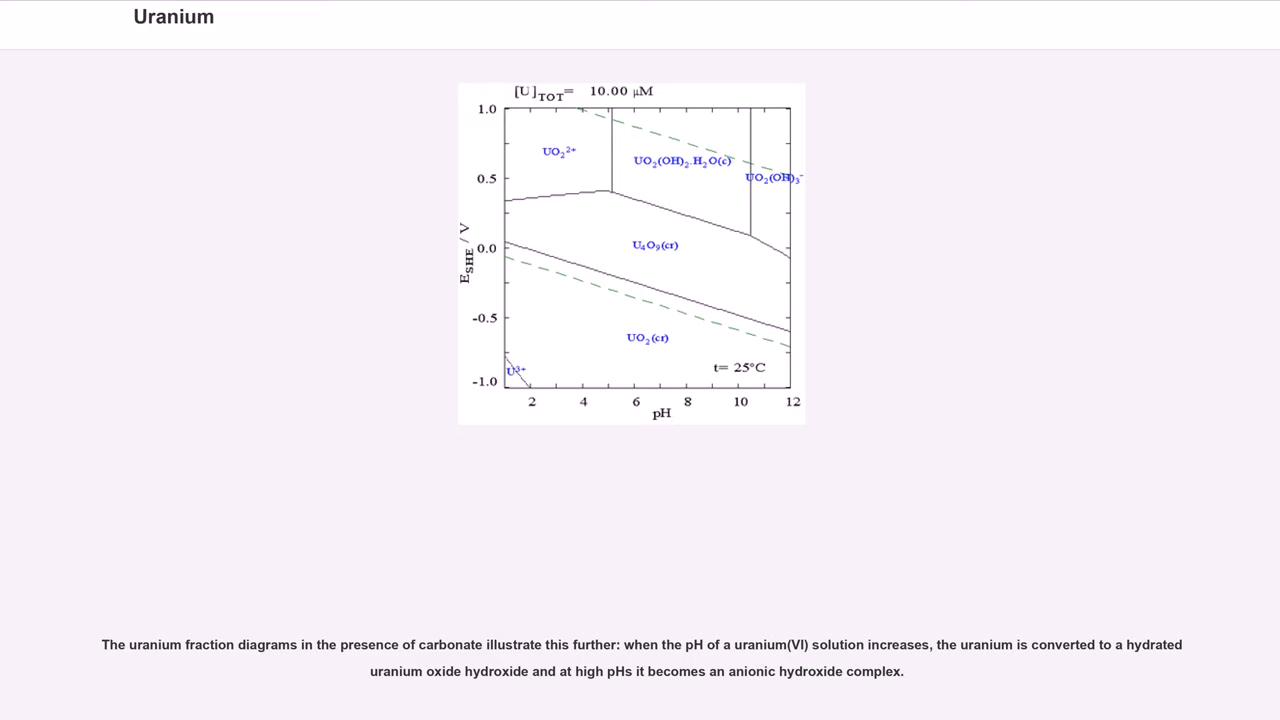 Uranium
[U]TOT= 10.00 μM
1.0
UO₂²⁺
UO₂(OH)₂.H₂O(c)
0.5
UO₂(OH)₃⁻
ESHE / V
0.0
U₄O₉(cr)
-0.5
UO₂(cr)
t= 25°C
U³⁺
-1.0
2 4 6 8 10 12
pH
The uranium fraction diagrams in the presence of carbonate illustrate this further: when the pH of a uranium(VI) solution increases, the uranium is converted to a hydrated
uranium oxide hydroxide and at high pHs it becomes an anionic hydroxide complex.